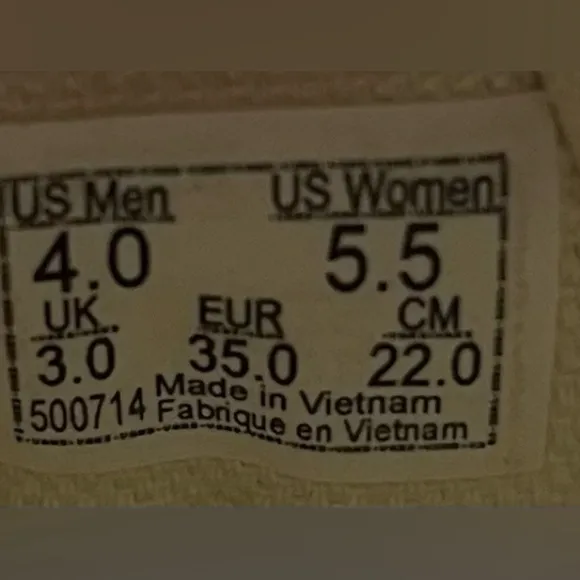 US Men US Women
4.0 5.5
UK EUR CM
3.0 35.0 22.0
500714 Made in Vietnam
Fabrique en Vietnam